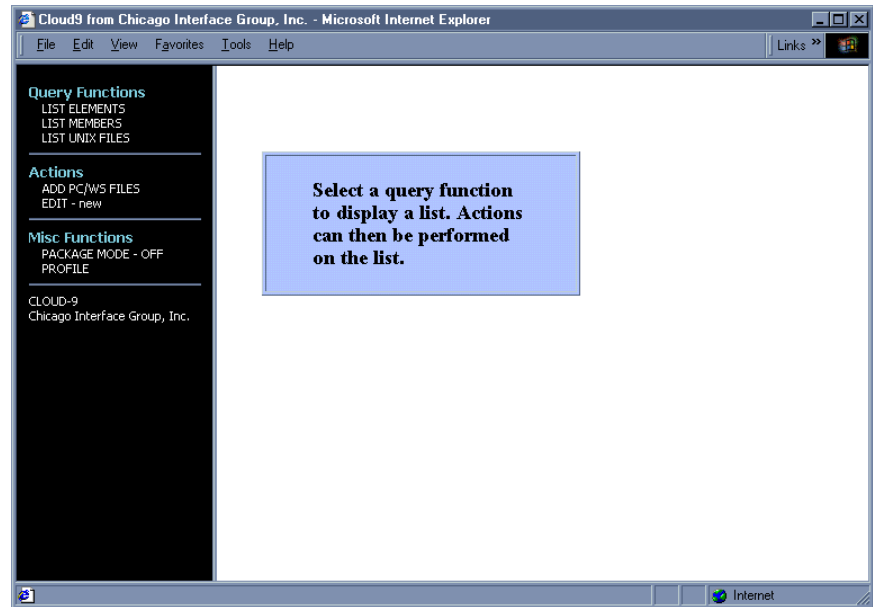 Cloud9 from Chicago Interface Group, Inc. - Microsoft Internet Explorer
File Edit View Favorites Tools Help
Links »
Query Functions
LIST ELEMENTS
LIST MEMBERS
LIST UNIX FILES
Actions
ADD PC/WS FILES
EDIT - new
Misc Functions
PACKAGE MODE - OFF
PROFILE
CLOUD-9
Chicago Interface Group, Inc.
Select a query function
to display a list. Actions
can then be performed
on the list.
Internet